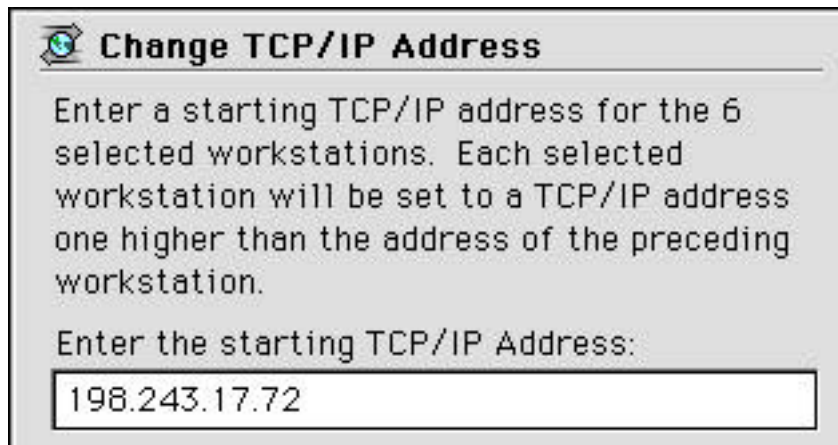 Change TCP/IP Address
Enter a starting TCP/IP address for the 6
selected workstations.  Each selected
workstation will be set to a TCP/IP address
one higher than the address of the preceding
workstation.
Enter the starting TCP/IP Address:
198.243.17.72